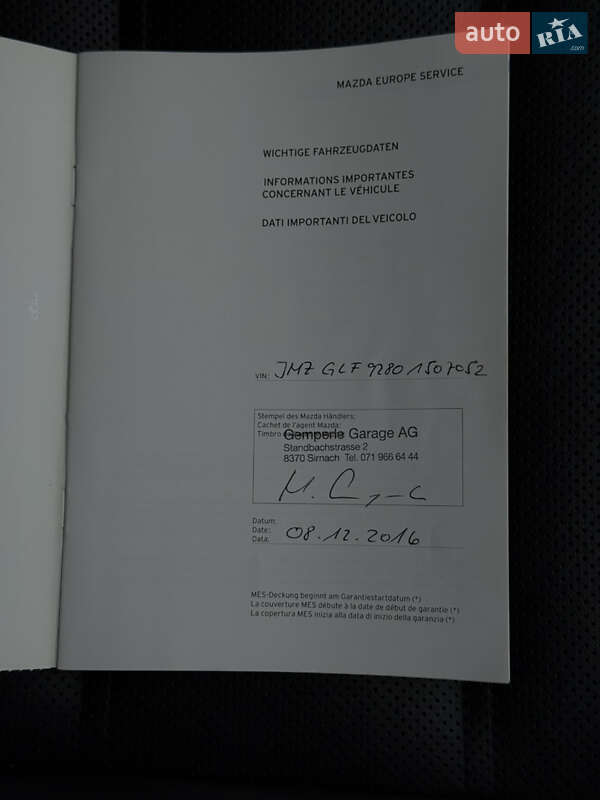 auto RIA .com
MAZDA EUROPE SERVICE
WICHTIGE FAHRZEUGDATEN
INFORMATIONS IMPORTANTES
CONCERNANT LE VÉHICULE
DATI IMPORTANTI DEL VEICOLO
VIN: JMZ GLF92801507052
Stempel des Mazda Händlers:
Cachet de l'agent Mazda:
Timbro
Gemperle Garage AG
Standbachstrasse 2
8370 Sirnach Tel. 071 966 64 44
Datum:
Date:
Data:
08.12.2016
MES-Deckung beginnt am Garantiestartdatum (*)
La couverture MES débute à la date de début de garantie (*)
La copertura MES inizia alla data di inizio della garanzia (*)